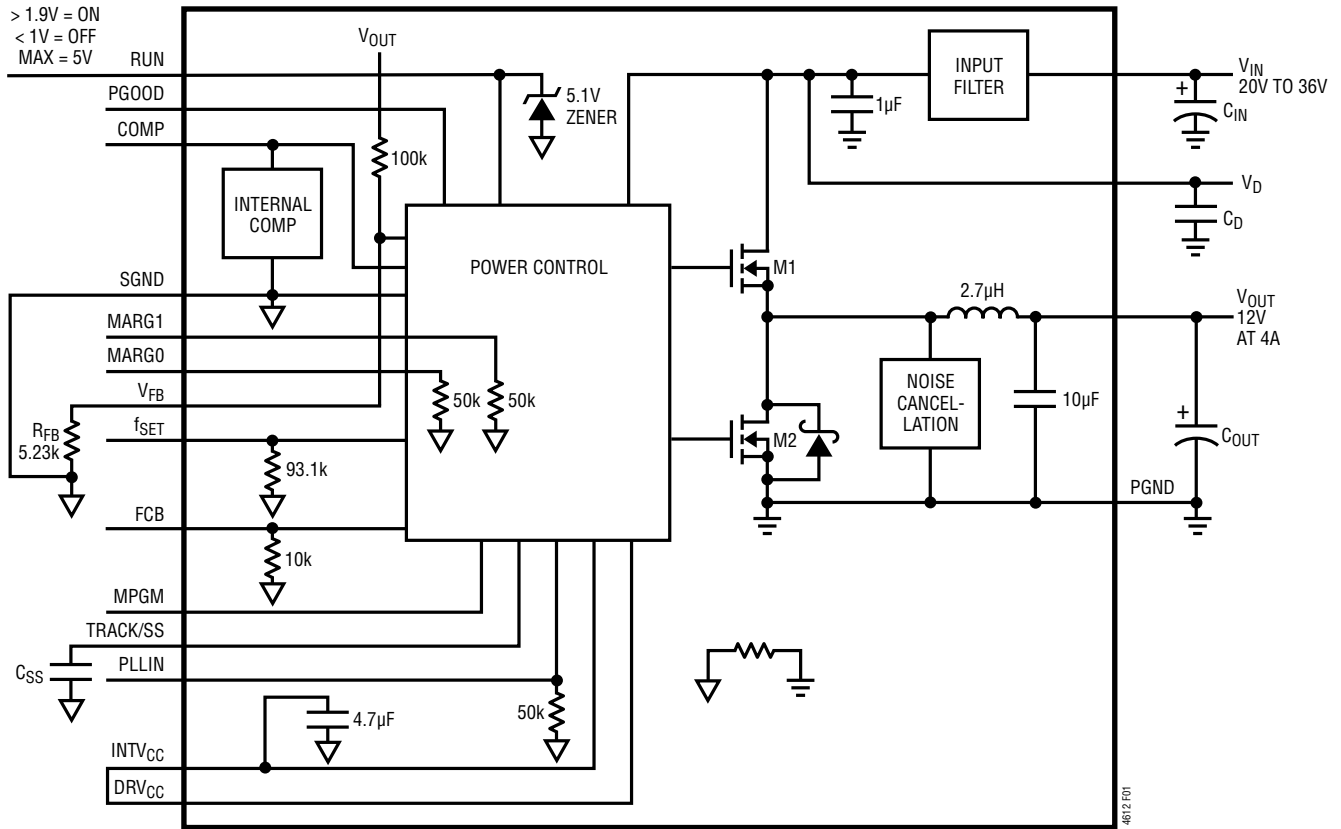 > 1.9V = ON
< 1V = OFF
MAX = 5V
RUN
PGOOD
COMP
SGND
MARG1
MARG0
VFB
fSET
RFB
5.23k
FCB
MPGM
TRACK/SS
CSS
PLLIN
INTVCC
DRVCC
VOUT
100k
5.1V
ZENER
INTERNAL
COMP
POWER CONTROL
50k
50k
93.1k
10k
4.7µF
50k
1µF
INPUT
FILTER
VIN
20V TO 36V
CIN
VD
CD
M1
2.7µH
VOUT
12V
AT 4A
NOISE
CANCEL-
LATION
10µF
M2
COUT
PGND
4612 F01